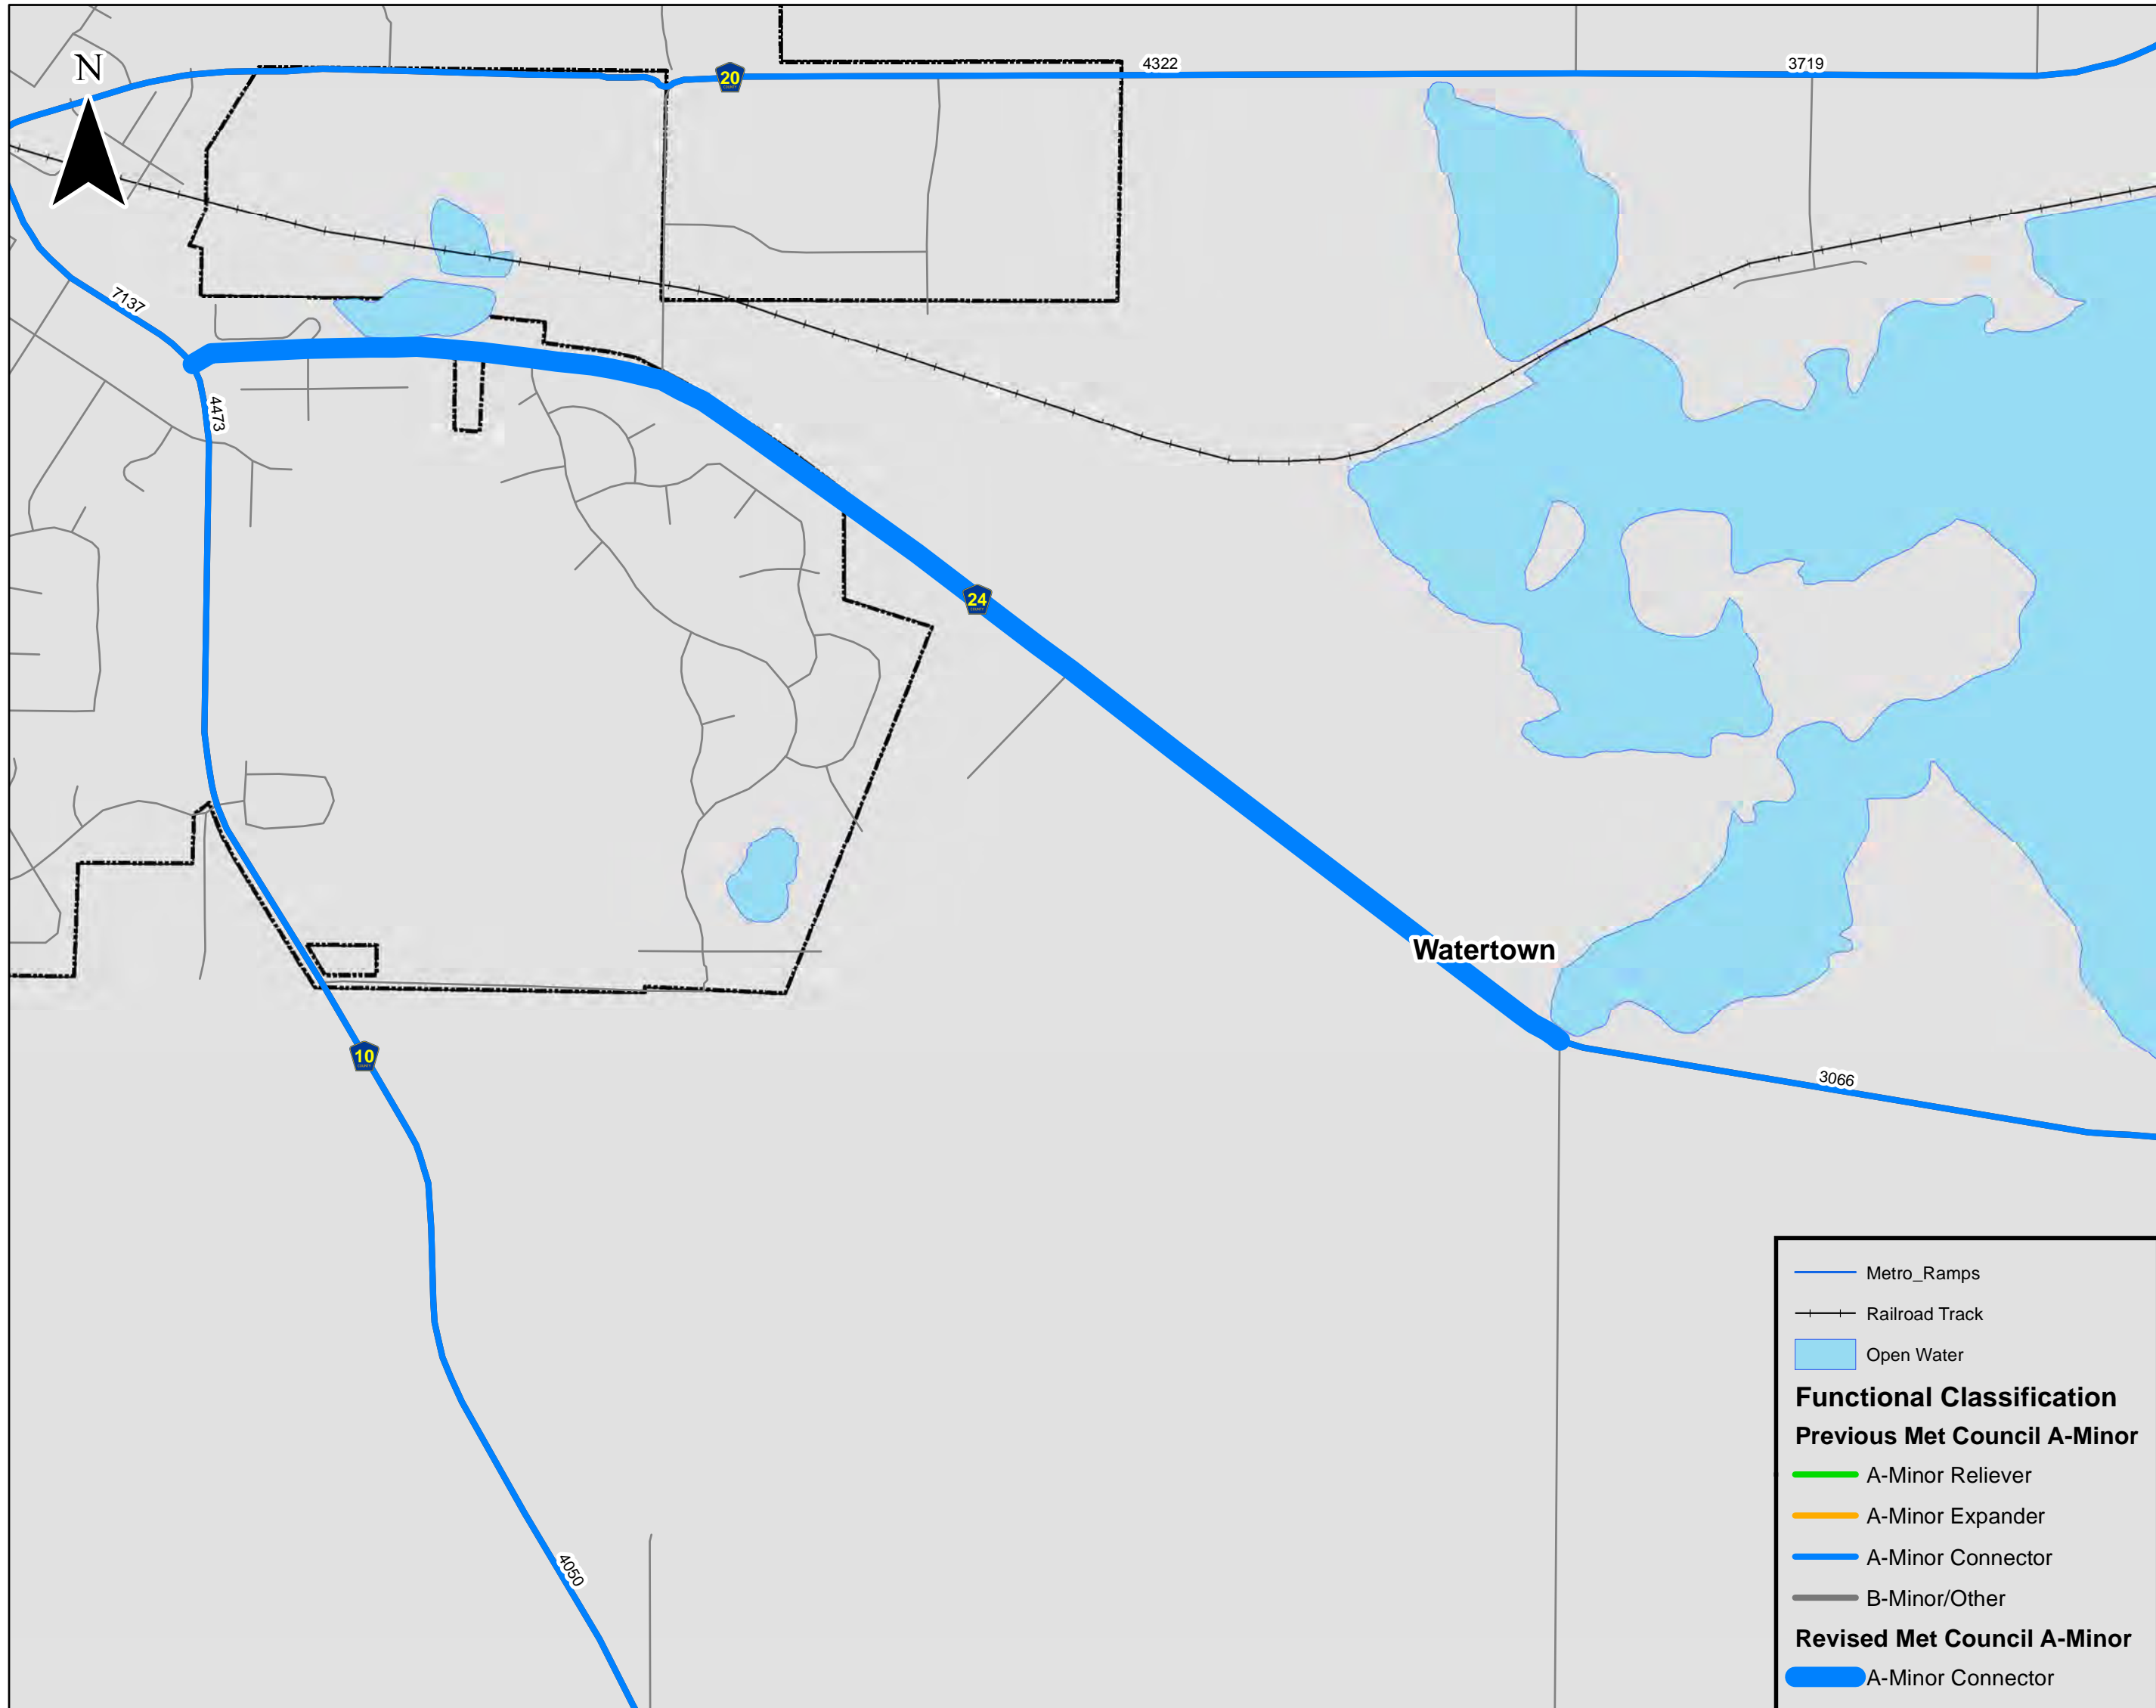 N
20
4322
3719
7137
4473
24
Watertown
10
3066
4050
Metro_Ramps
Railroad Track
Open Water
Functional Classification
Previous Met Council A-Minor
A-Minor Reliever
A-Minor Expander
A-Minor Connector
B-Minor/Other
Revised Met Council A-Minor
A-Minor Connector